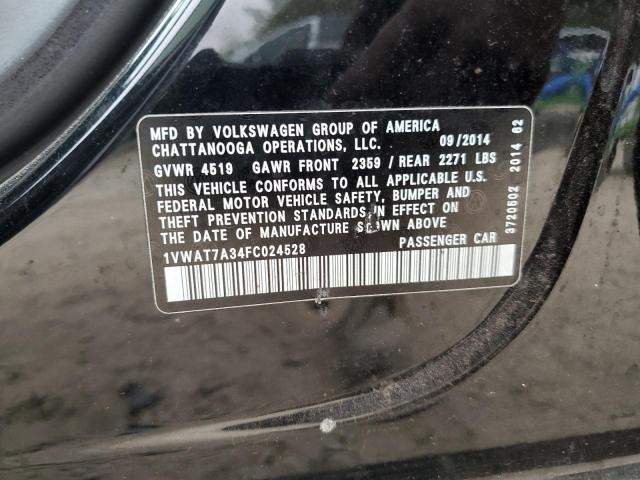 MFD BY VOLKSWAGEN GROUP OF AMERICA
CHATTANOOGA OPERATIONS, LLC. 09/2014
GVWR 4519 GAWR FRONT 2359 / REAR 2271 LBS
THIS VEHICLE CONFORMS TO ALL APPLICABLE U.S.
FEDERAL MOTOR VEHICLE SAFETY, BUMPER AND
THEFT PREVENTION STANDARDS IN EFFECT ON
THE DATE OF MANUFACTURE SHOWN ABOVE
1VWAT7A34FC024528 PASSENGER CAR
3720602 2014 62